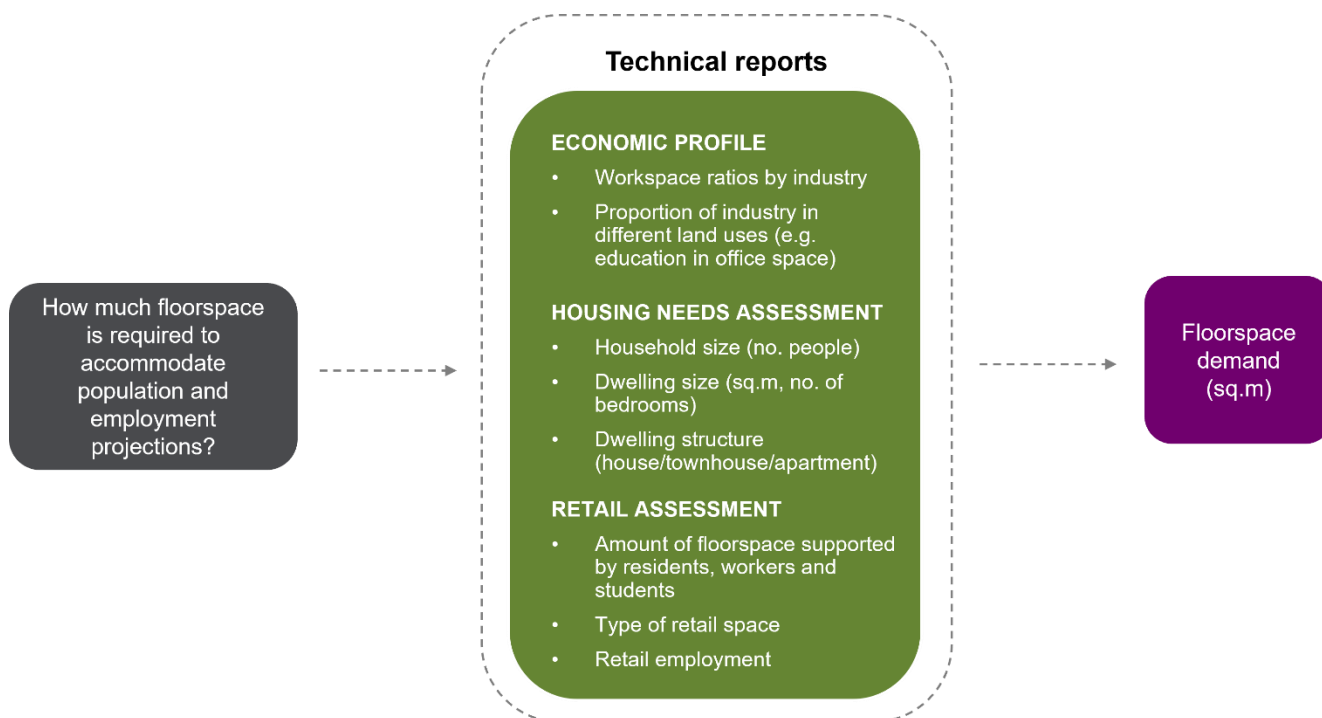 Technical reports
How much floorspace
is required to
accommodate
population and
employment
projections?
ECONOMIC PROFILE
• Workspace ratios by industry
• Proportion of industry in
different land uses (e.g.
education in office space)
HOUSING NEEDS ASSESSMENT
• Household size (no. people)
• Dwelling size (sq.m, no. of
bedrooms)
• Dwelling structure
(house/townhouse/apartment)
RETAIL ASSESSMENT
• Amount of floorspace supported
by residents, workers and
students
• Type of retail space
• Retail employment
Floorspace
demand
(sq.m)